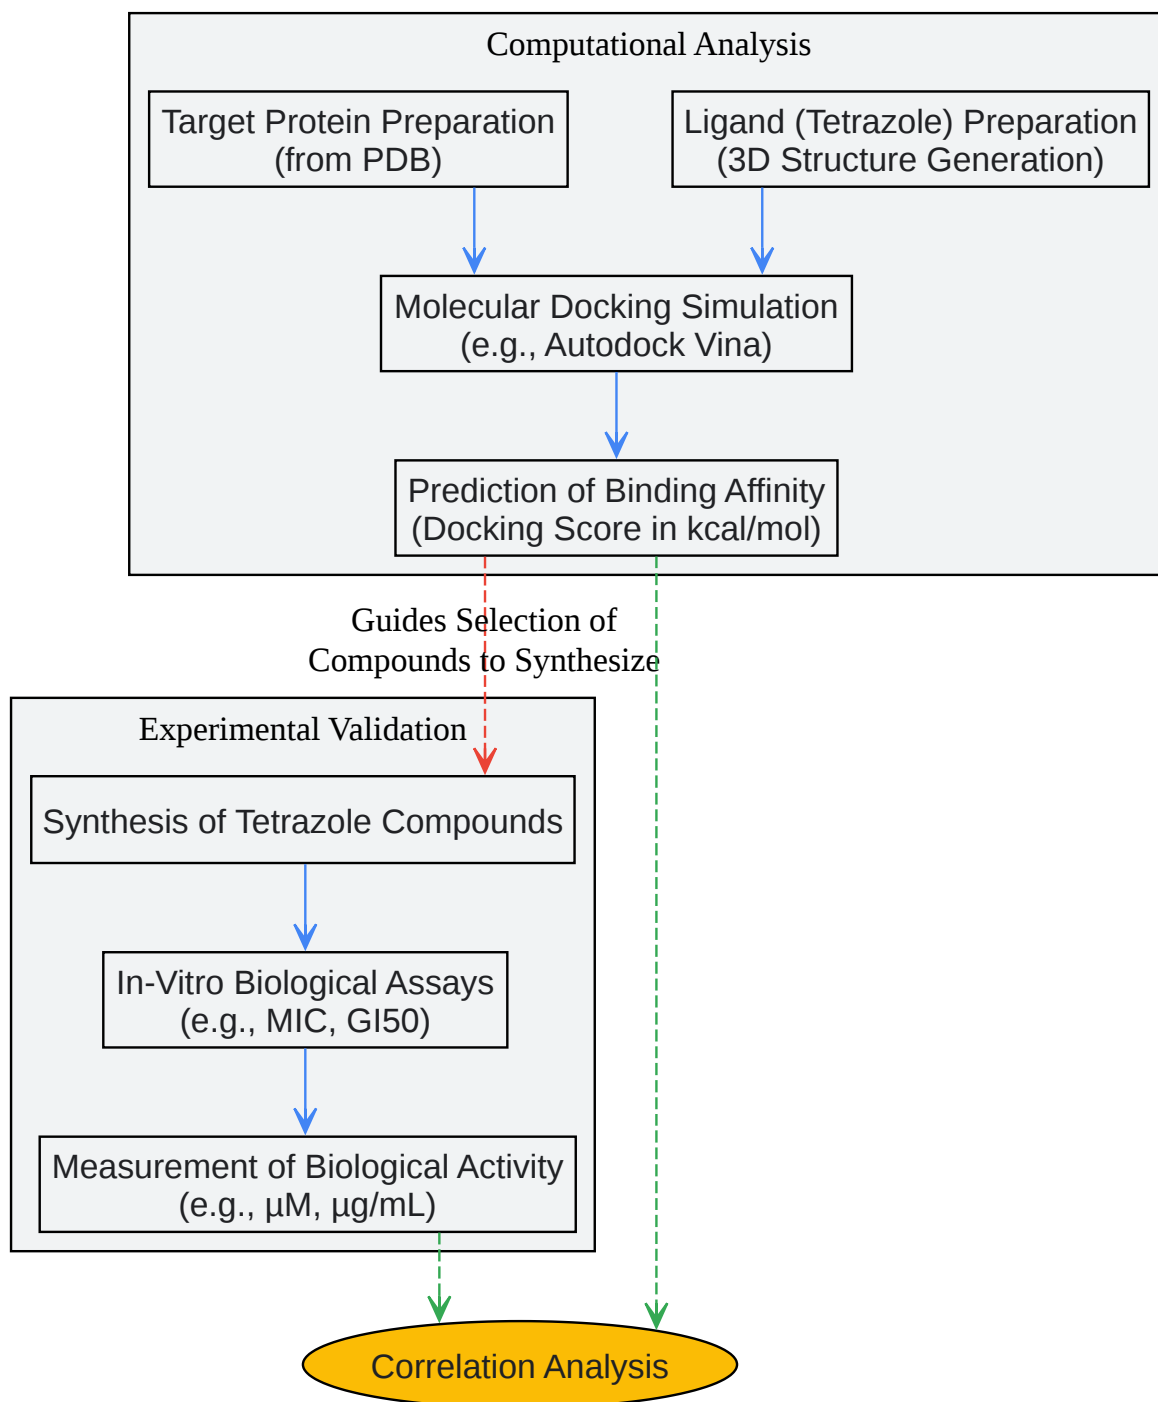 Computational Analysis
Target Protein Preparation
(from PDB)
Ligand (Tetrazole) Preparation
(3D Structure Generation)
Molecular Docking Simulation
(e.g., Autodock Vina)
Prediction of Binding Affinity
(Docking Score in kcal/mol)
Guides Selection of
Compounds to Synthesize
Experimental Validation
Synthesis of Tetrazole Compounds
In-Vitro Biological Assays
(e.g., MIC, GI50)
Measurement of Biological Activity
(e.g., µM, µg/mL)
Correlation Analysis